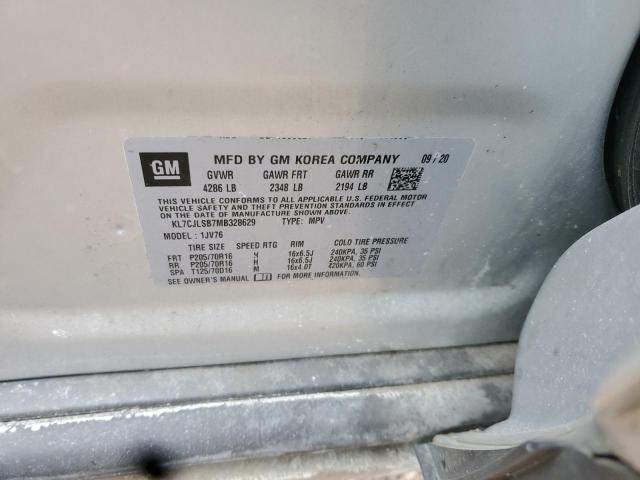 GM
MFD BY GM KOREA COMPANY 09/20
GVWR GAWR FRT GAWR RR
4286 LB 2348 LB 2194 LB
THIS VEHICLE CONFORMS TO ALL APPLICABLE U.S. FEDERAL MOTOR
VEHICLE SAFETY AND THEFT PREVENTION STANDARDS IN EFFECT ON
THE DATE OF MANUFACTURE SHOWN ABOVE.
KL7CJLSB7MB328629 TYPE: MPV
MODEL: 1JV76
TIRE SIZE SPEED RIM COLD TIRE PRESSURE
FRT P205/70R16 H 16x6.5J 240KPA, 35 PSI
RR P205/70R16 H 16x6.5J 240KPA, 35 PSI
SPA T125/70D16 M 16x4.0T 420KPA, 60 PSI
SEE OWNER'S MANUAL FOR MORE INFORMATION.